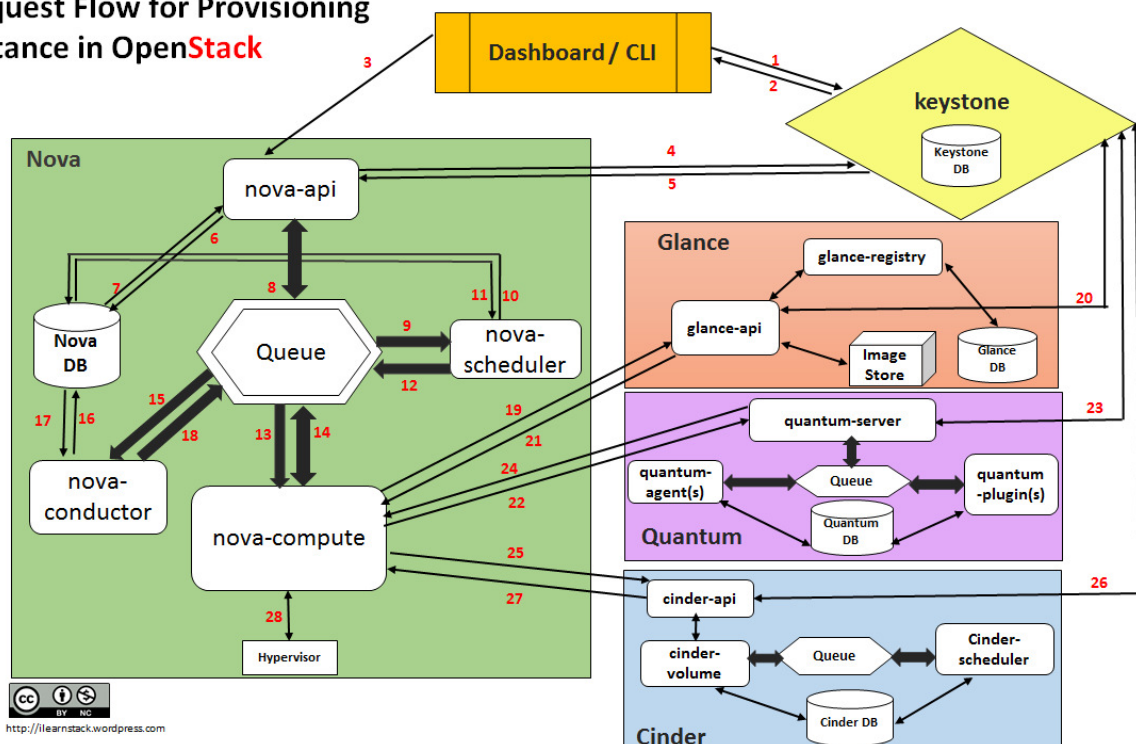 quest Flow for Provisioning
tance in OpenStack
Dashboard / CLI
1
2
3
keystone
Keystone
DB
Nova
nova-api
4
5
6
7
8
Glance
glance-registry
glance-api
Image
Store
Glance
DB
20
11
10
Nova
DB
Queue
9
nova-
scheduler
12
17
16
15
18
13
14
19
21
24
22
nova-
conductor
nova-compute
quantum-server
23
quantum-
agent(s)
Queue
quantum
-plugin(s)
Quantum
DB
Quantum
25
27
28
Hypervisor
cinder-api
26
cinder-
volume
Queue
Cinder-
scheduler
Cinder DB
Cinder
cc
BY NC
http://ilearnstack.wordpress.com